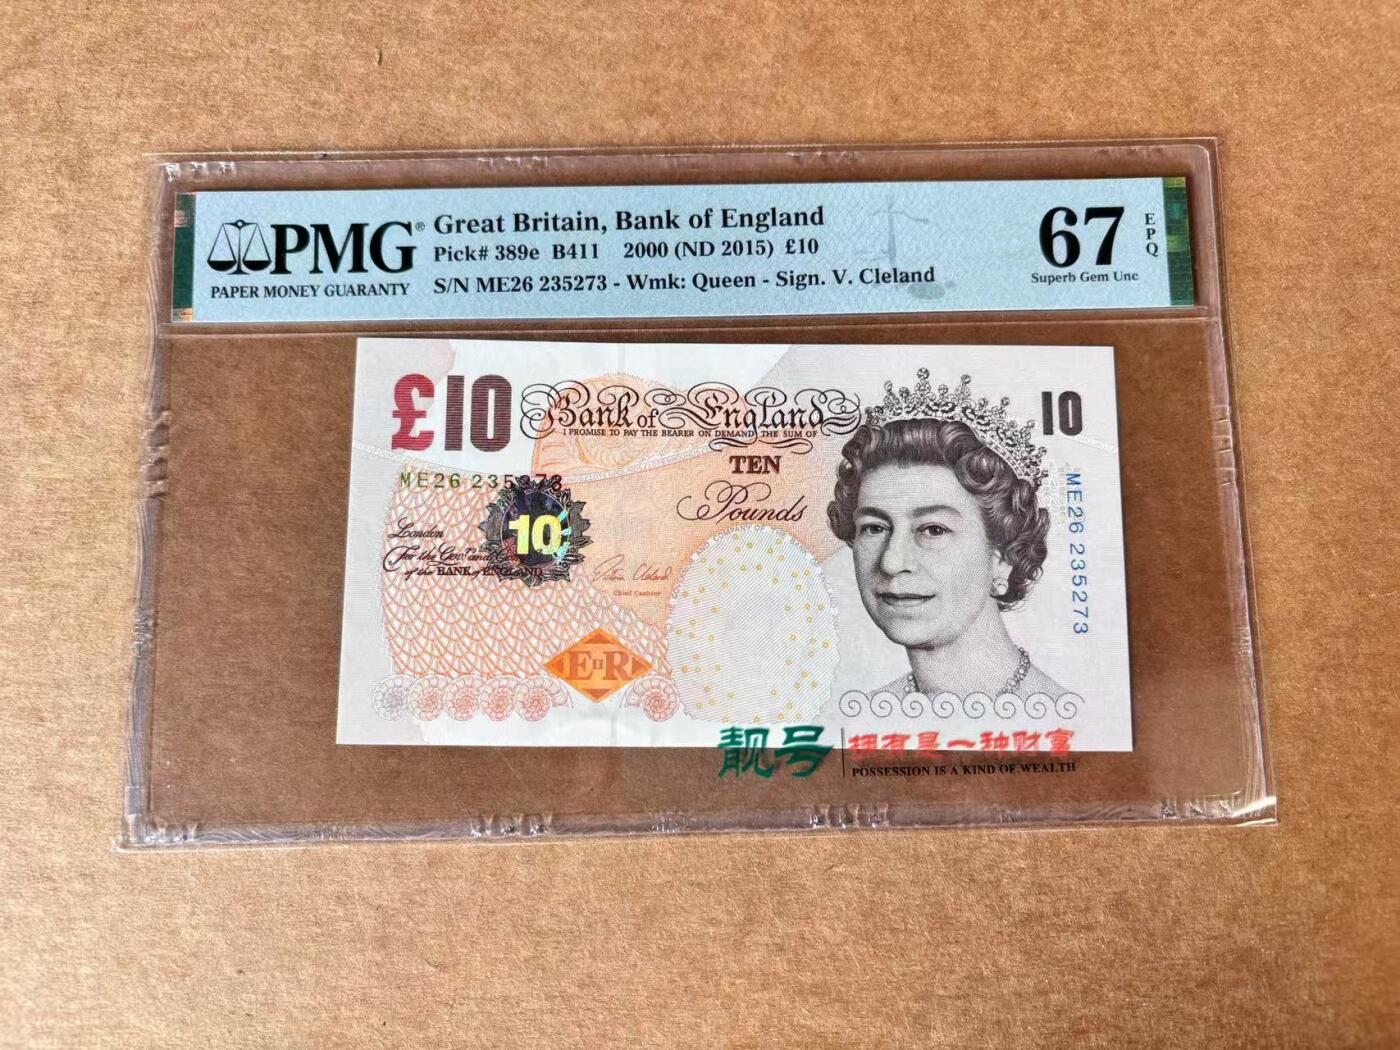 PMG®
PAPER MONEY GUARANTY
Great Britain, Bank of England
Pick# 389e B411 2000 (ND 2015) £10
S/N ME26 235273 - Wmk: Queen - Sign. V. Cleland
67
EPQ
Superb Gem Unc
£10
Bank of England
I PROMISE TO PAY THE BEARER ON DEMAND THE SUM OF
TEN
Pounds
10
ME26 235273
ME26 235273
London
For the Govr. and
of the BANK of ENGLAND
10
Chief Cashier
EIIR
靓号
拥有是一种财富
POSSESSION IS A KIND OF WEALTH